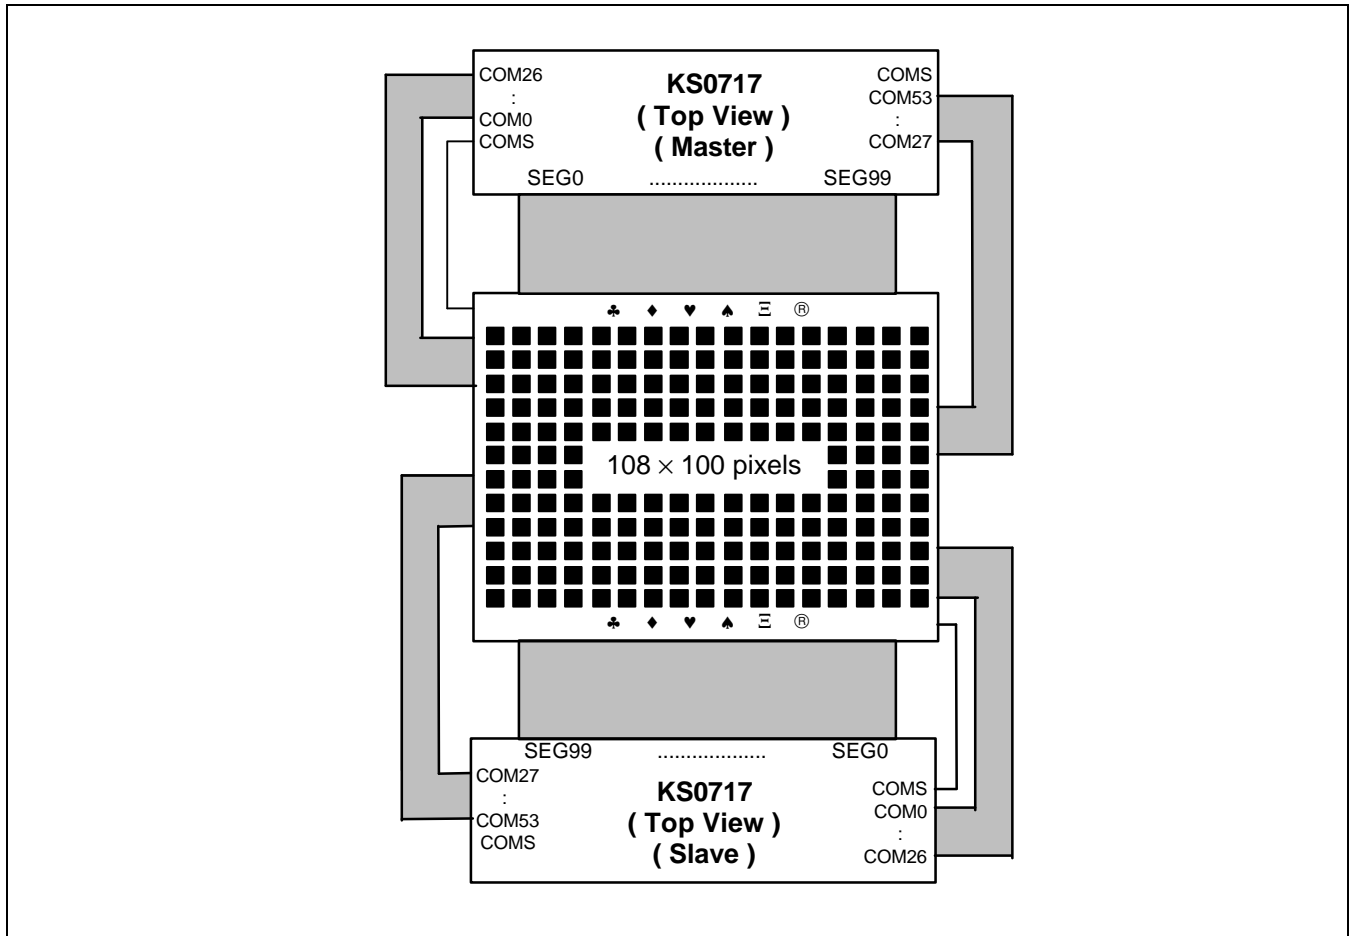 COM26
:
COM0
COMS
KS0717
( Top View )
( Master )
COMS
COM53
:
COM27
SEG0 ................... SEG99
♣ ♦ ♥ ♠ Ξ ®
108 × 100 pixels
♣ ♦ ♥ ♠ Ξ ®
SEG99 ................... SEG0
COM27
:
COM53
COMS
KS0717
( Top View )
( Slave )
COMS
COM0
:
COM26